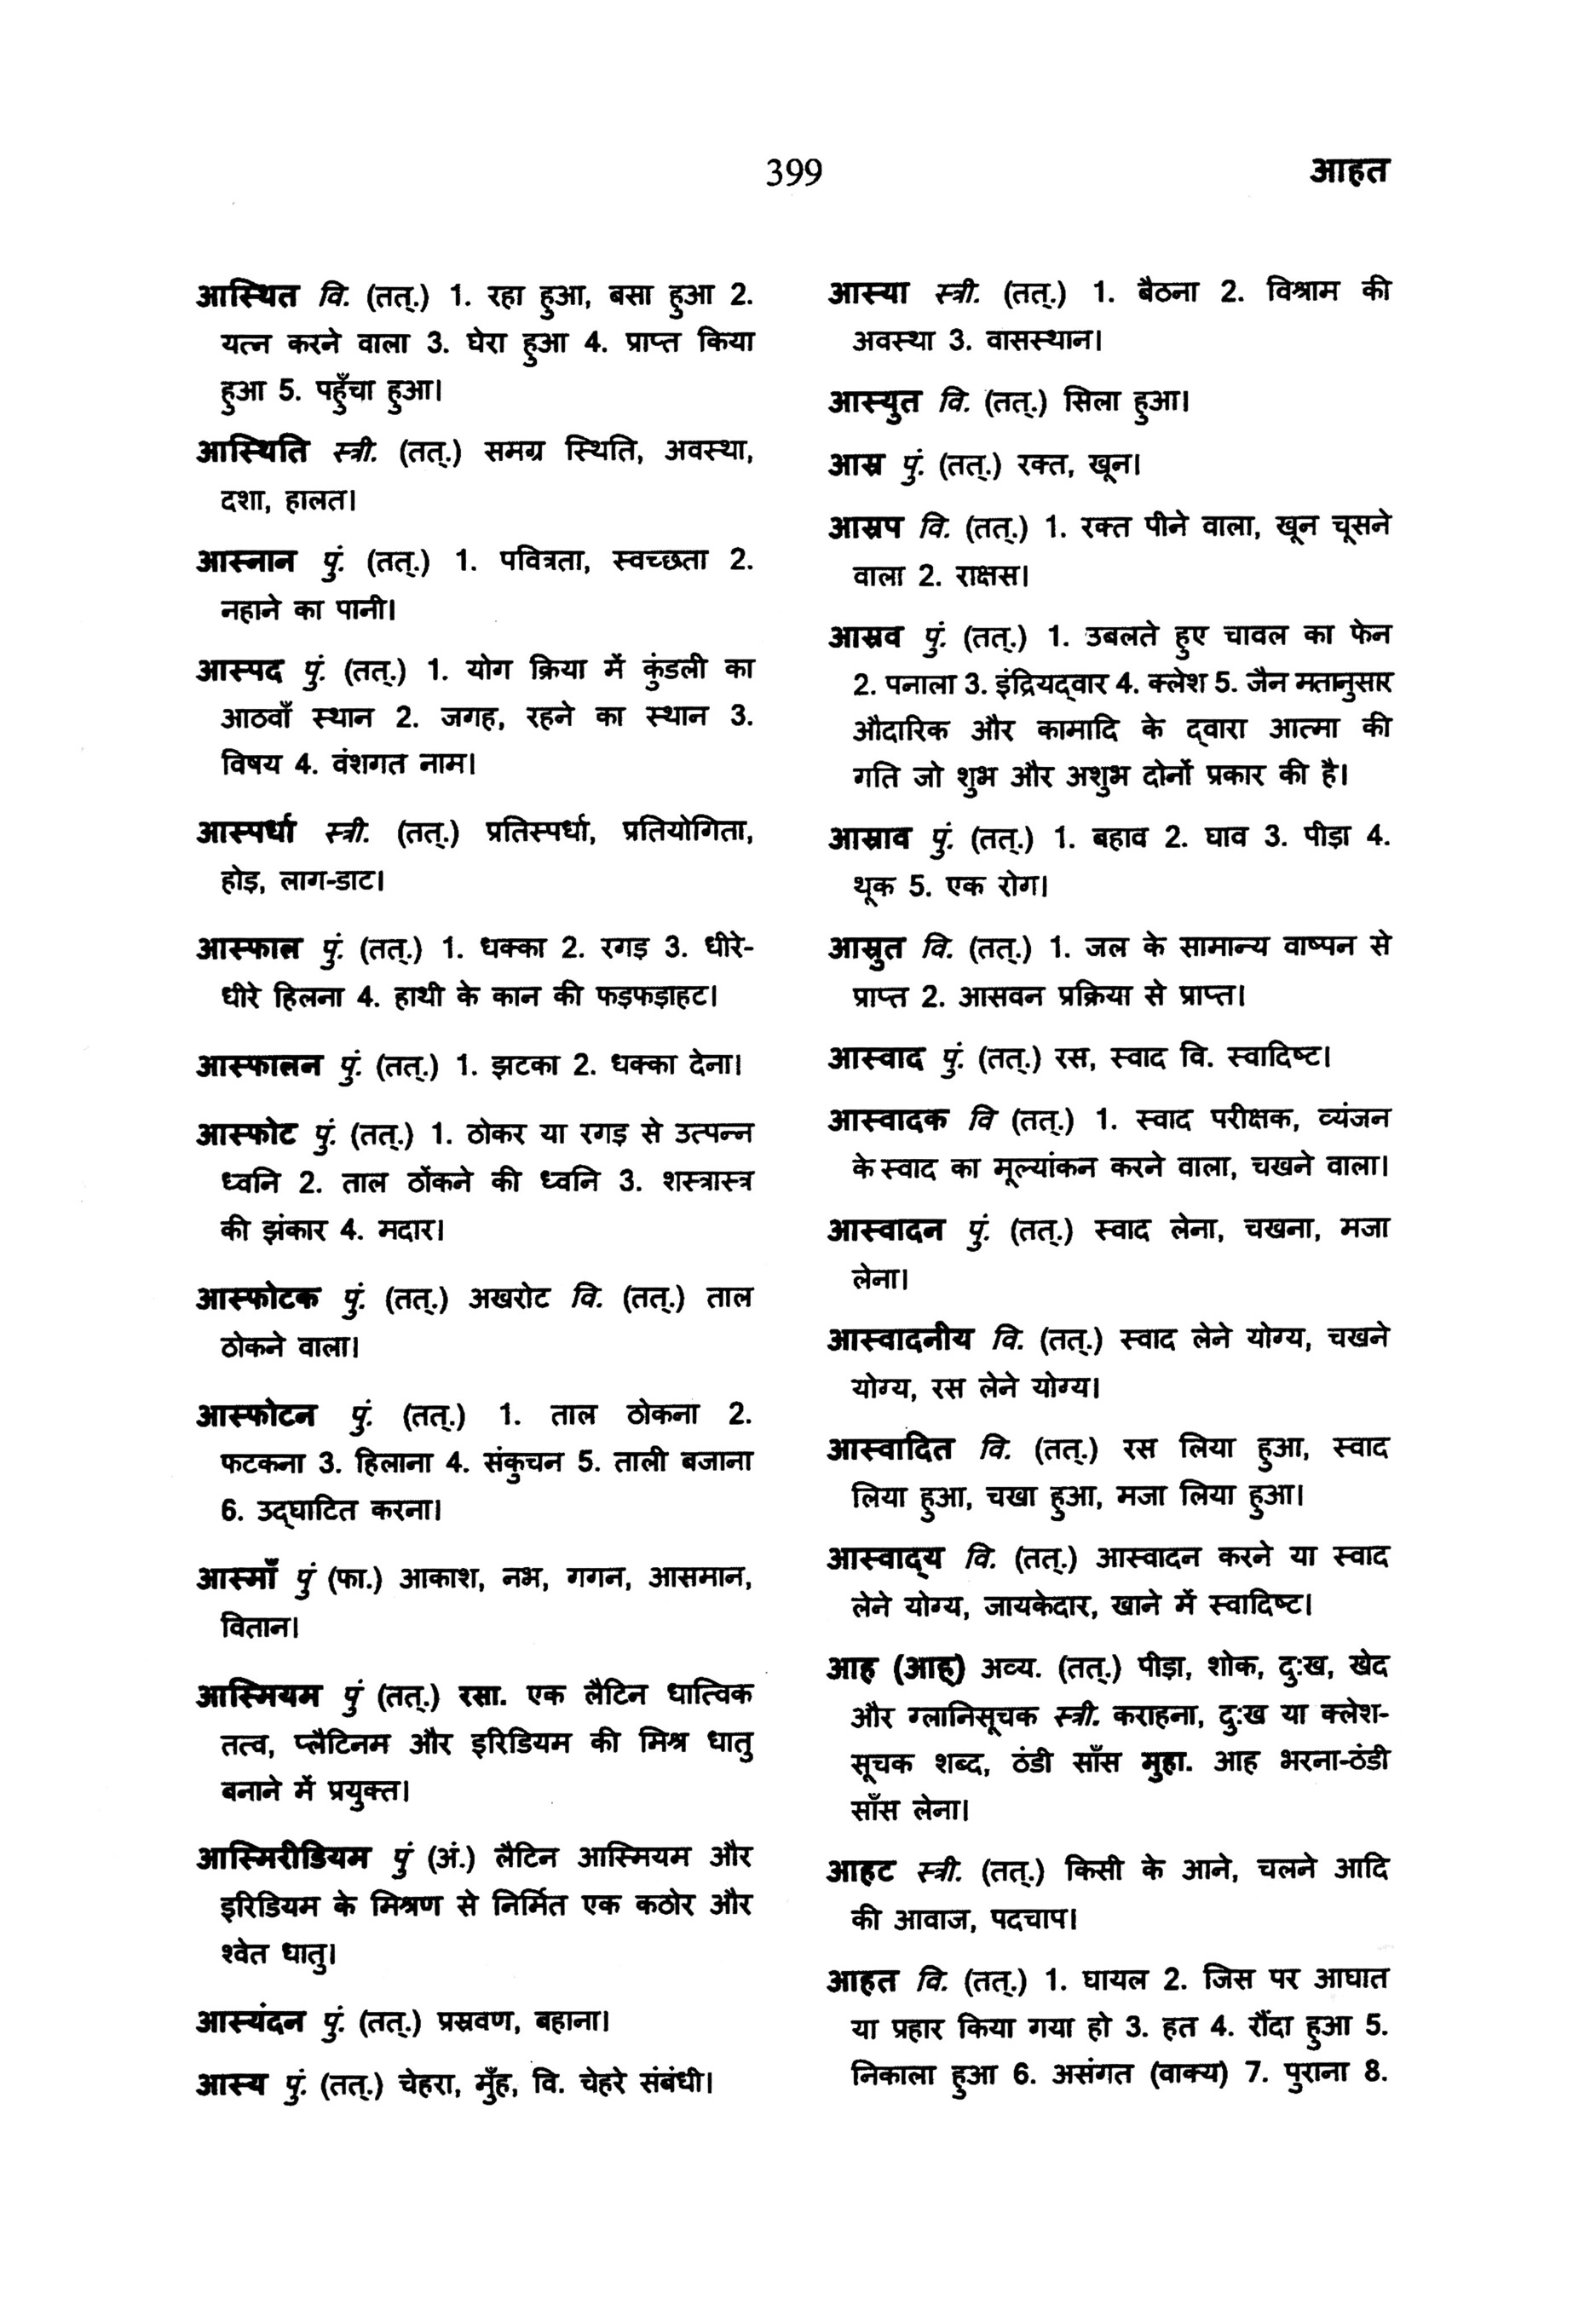 399
आहत
आस्थित वि. (तत्.) 1. रहा हुआ, बसा हुआ 2.
यत्न करने वाला 3. घेरा हुआ 4. प्राप्त किया
हुआ 5. पहुँचा हुआ।
आस्थिति स्त्री. (तत्.) समग्र स्थिति, अवस्था,
दशा, हालत।
आस्नान पुं. (तत्.) 1. पवित्रता, स्वच्छता 2.
नहाने का पानी।
आस्पद पुं. (तत्.) 1. योग क्रिया में कुंडली का
आठवाँ स्थान 2. जगह, रहने का स्थान 3.
विषय 4. वंशगत नाम।
आस्पर्धा स्त्री. (तत्.) प्रतिस्पर्धा, प्रतियोगिता,
होड़, लाग-डाट।
आस्फाल पुं. (तत्.) 1. धक्का 2. रगड़ 3. धीरे-
धीरे हिलना 4. हाथी के कान की फड़फड़ाहट।
आस्फालन पुं. (तत्.) 1. झटका 2. धक्का देना।
आस्फोट पुं. (तत्.) 1. ठोकर या रगड़ से उत्पन्न
ध्वनि 2. ताल ठोंकने की ध्वनि 3. शस्त्रास्त्र
की झंकार 4. मदार।
आस्फोटक पुं. (तत्.) अखरोट वि. (तत्.) ताल
ठोकने वाला।
आस्फोटन पुं. (तत्.) 1. ताल ठोकना 2.
फटकना 3. हिलाना 4. संकुचन 5. ताली बजाना
6. उद्‌घाटित करना।
आस्माँ पुं (फा.) आकाश, नभ, गगन, आसमान,
वितान।
आस्मियम पुं (तत्.) रसा. एक लैटिन धात्विक
तत्व, प्लैटिनम और इरिडियम की मिश्र धातु
बनाने में प्रयुक्त।
आस्मिरीडियम पुं (अं.) लैटिन आस्मियम और
इरिडियम के मिश्रण से निर्मित एक कठोर और
श्वेत धातु।
आस्यंदन पुं. (तत्.) प्रस्रवण, बहाना।
आस्य पुं. (तत्.) चेहरा, मुँह, वि. चेहरे संबंधी।
आस्या स्त्री. (तत्.) 1. बैठना 2. विश्राम की
अवस्था 3. वासस्थान।
आस्युत वि. (तत्.) सिला हुआ।
आस्र पुं. (तत्.) रक्त, खून।
आस्रप वि. (तत्.) 1. रक्त पीने वाला, खून चूसने
वाला 2. राक्षस।
आस्रव पुं. (तत्.) 1. उबलते हुए चावल का फेन
2. पनाला 3. इंद्रियद्‌वार 4. क्लेश 5. जैन मतानुसार
औदारिक और कामादि के द्‌वारा आत्मा की
गति जो शुभ और अशुभ दोनों प्रकार की है।
आस्राव पुं. (तत्.) 1. बहाव 2. घाव 3. पीड़ा 4.
थूक 5. एक रोग।
आस्रुत वि. (तत्.) 1. जल के सामान्य वाष्पन से
प्राप्त 2. आसवन प्रक्रिया से प्राप्त।
आस्वाद पुं. (तत्.) रस, स्वाद वि. स्वादिष्ट।
आस्वादक वि (तत्.) 1. स्वाद परीक्षक, व्यंजन
के स्वाद का मूल्यांकन करने वाला, चखने वाला।
आस्वादन पुं. (तत्.) स्वाद लेना, चखना, मजा
लेना।
आस्वादनीय वि. (तत्.) स्वाद लेने योग्य, चखने
योग्य, रस लेने योग्य।
आस्वादित वि. (तत्.) रस लिया हुआ, स्वाद
लिया हुआ, चखा हुआ, मजा लिया हुआ।
आस्वाद्‌य वि. (तत्.) आस्वादन करने या स्वाद
लेने योग्य, जायकेदार, खाने में स्वादिष्ट।
आह (आह्) अव्य. (तत्.) पीड़ा, शोक, दु:ख, खेद
और ग्लानिसूचक स्त्री. कराहना, दु:ख या क्लेश-
सूचक शब्द, ठंडी साँस मुहा. आह भरना-ठंडी
साँस लेना।
आहट स्त्री. (तत्.) किसी के आने, चलने आदि
की आवाज, पदचाप।
आहत वि. (तत्.) 1. घायल 2. जिस पर आघात
या प्रहार किया गया हो 3. हत 4. रौंदा हुआ 5.
निकाला हुआ 6. असंगत (वाक्य) 7. पुराना 8.